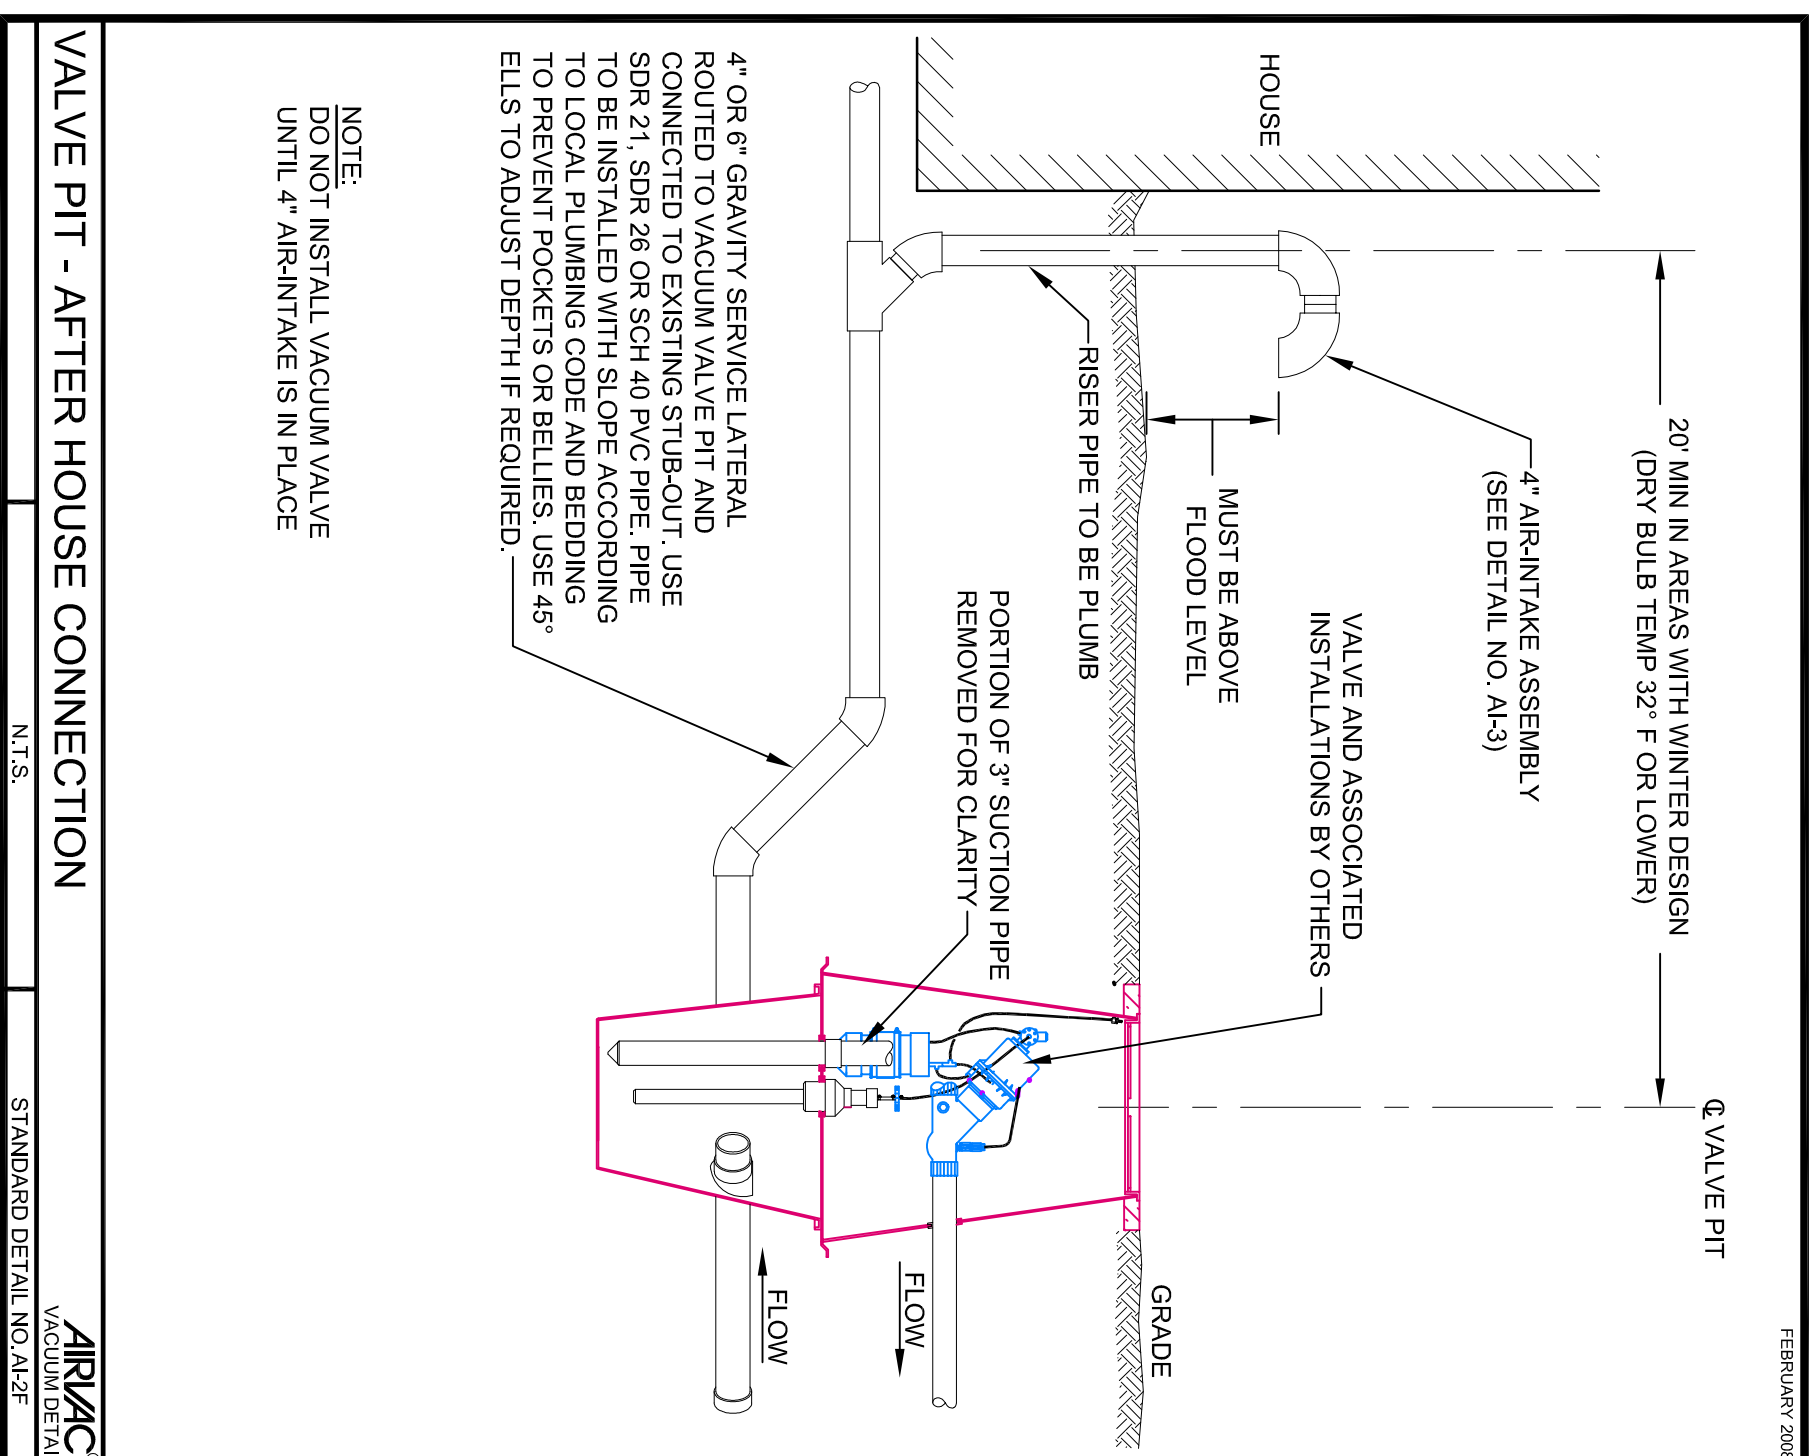 FEBRUARY 2008
℄ VALVE PIT
20' MIN IN AREAS WITH WINTER DESIGN
(DRY BULB TEMP 32° F OR LOWER)
4" AIR-INTAKE ASSEMBLY
(SEE DETAIL NO. AI-3)
HOUSE
VALVE AND ASSOCIATED
INSTALLATIONS BY OTHERS
MUST BE ABOVE
FLOOD LEVEL
GRADE
RISER PIPE TO BE PLUMB
PORTION OF 3" SUCTION PIPE
REMOVED FOR CLARITY
FLOW
FLOW
4" OR 6" GRAVITY SERVICE LATERAL
ROUTED TO VACUUM VALVE PIT AND
CONNECTED TO EXISTING STUB-OUT. USE
SDR 21, SDR 26 OR SCH 40 PVC PIPE. PIPE
TO BE INSTALLED WITH SLOPE ACCORDING
TO LOCAL PLUMBING CODE AND BEDDING
TO PREVENT POCKETS OR BELLIES. USE 45°
ELLS TO ADJUST DEPTH IF REQUIRED.
NOTE:
DO NOT INSTALL VACUUM VALVE
UNTIL 4" AIR-INTAKE IS IN PLACE
VALVE PIT - AFTER HOUSE CONNECTION
AIRVAC®
VACUUM DETAI
N.T.S.
STANDARD DETAIL NO. AI-2F